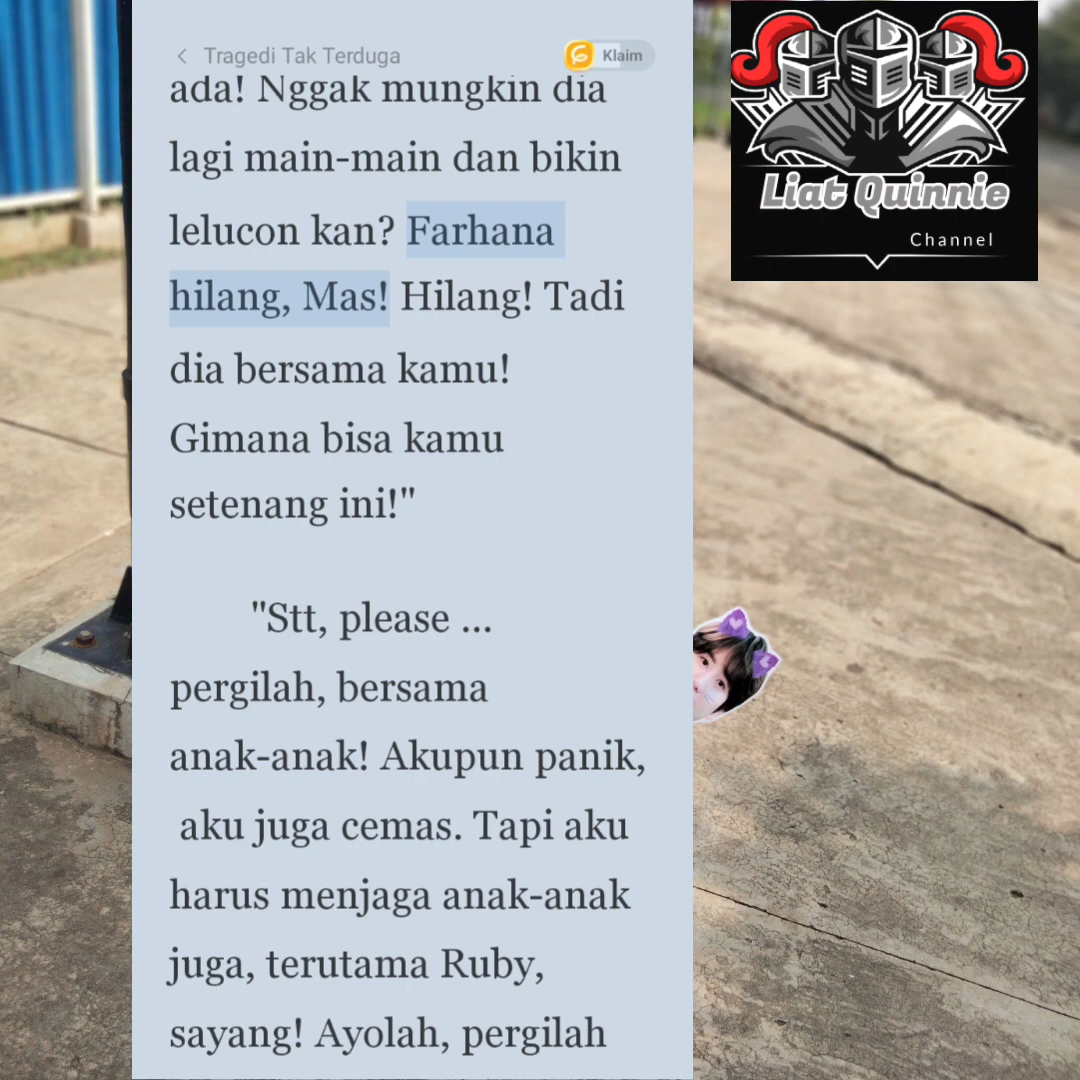 Tragedi Tak Terduga
Klaim
ada! Nggak mungkin dia
lagi main-main dan bikin
lelucon kan? Farhana
hilang, Mas! Hilang! Tadi
dia bersama kamu!
Gimana bisa kamu
setenang ini!"
"Stt, please ...
pergilah, bersama
anak-anak! Akupun panik,
aku juga cemas. Tapi aku
harus menjaga anak-anak
juga, terutama Ruby,
sayang! Ayolah, pergilah
Liat Quinnie
Channel